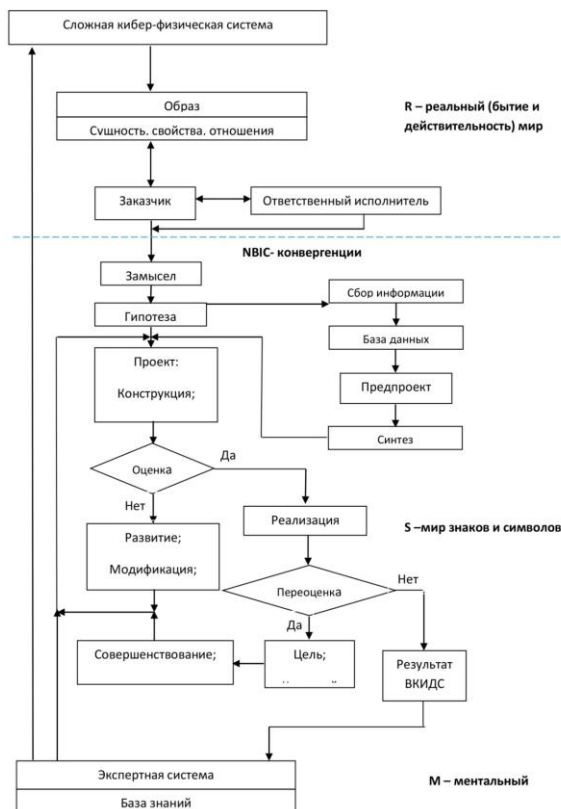 Сложная кибер-физическая система
Образ
Сущность. свойства. отношения
R – реальный (бытие и
действительность) мир
Заказчик
Ответственный исполнитель
NBIC- конвергенции
Замысел
Гипотеза
Сбор информации
База данных
Предпроект
Синтез
Проект:
Конструкция;
Оценка
Да
Нет
Развитие;
Модификация;
Реализация
S –мир знаков и символов
Переоценка
Нет
Да
Совершенствование;
Цель;
Результат
ВКИДС
Экспертная система
База знаний
M – ментальный